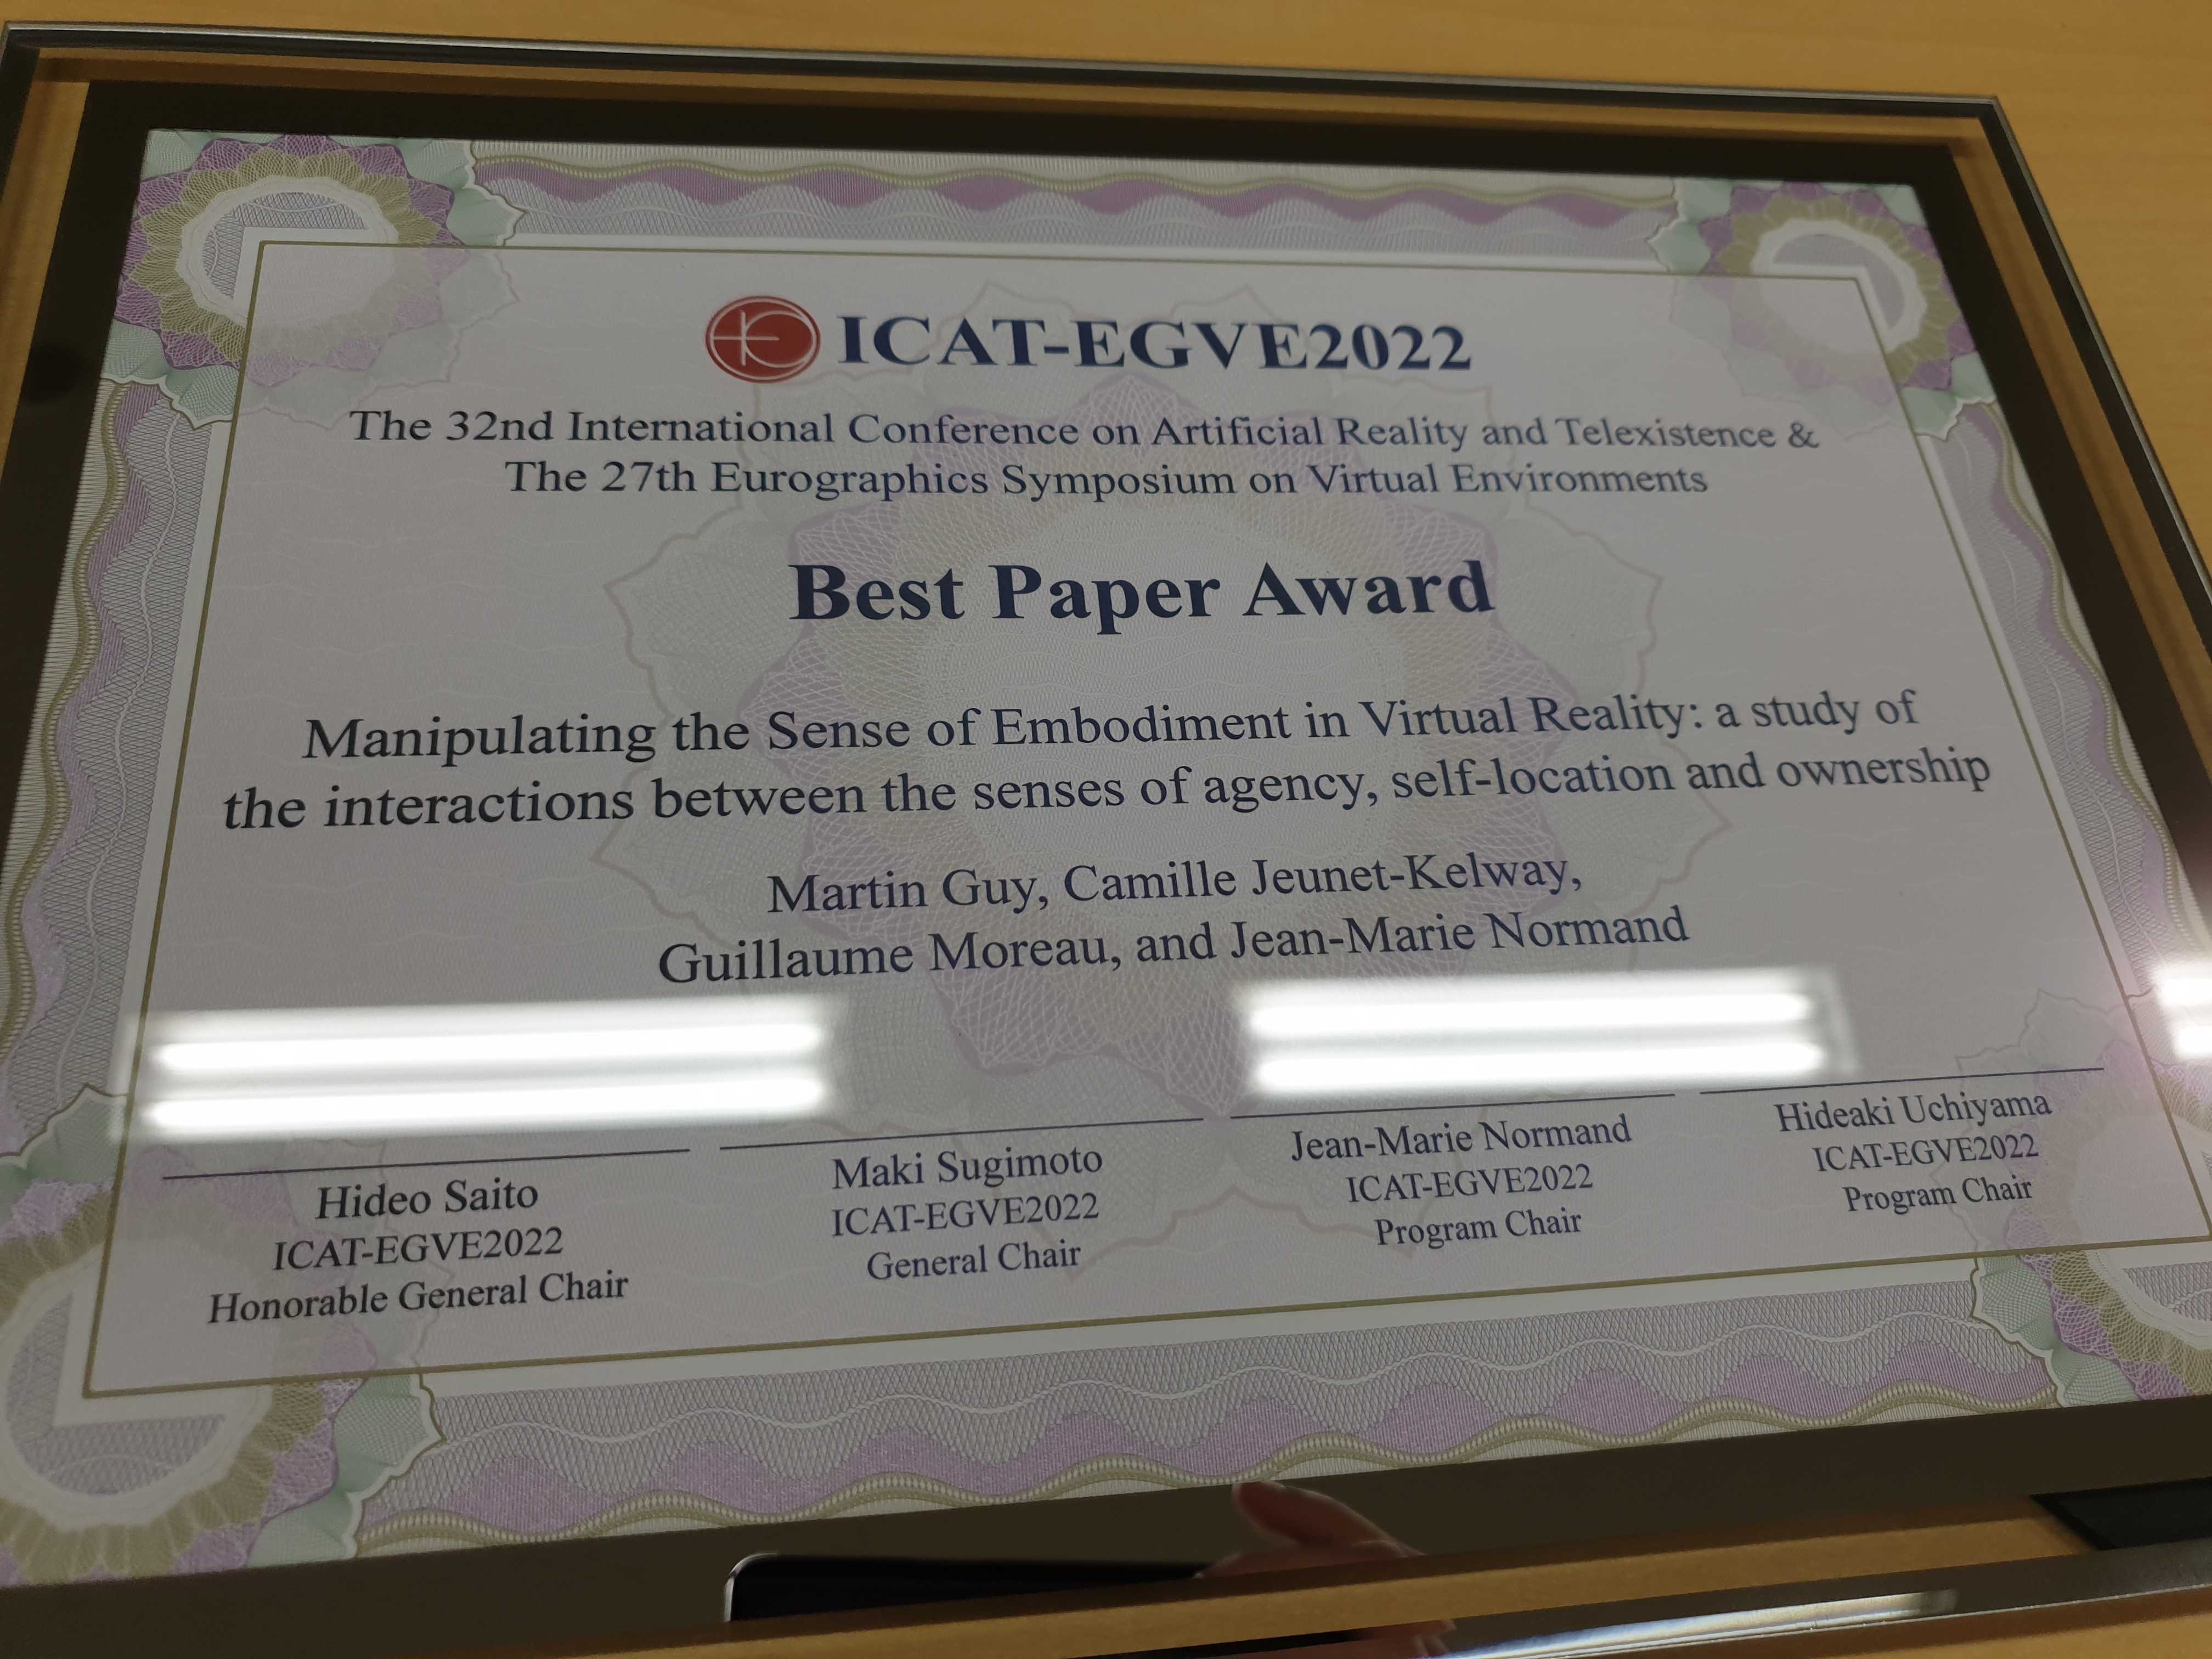 ICAT-EGVE2022
The 32nd International Conference on Artificial Reality and Telexistence &
The 27th Eurographics Symposium on Virtual Environments
Best Paper Award
Manipulating the Sense of Embodiment in Virtual Reality: a study of
the interactions between the senses of agency, self-location and ownership
Martin Guy, Camille Jeunet-Kelway,
Guillaume Moreau, and Jean-Marie Normand
Hideo Saito
ICAT-EGVE2022
Honorable General Chair
Maki Sugimoto
ICAT-EGVE2022
General Chair
Jean-Marie Normand
ICAT-EGVE2022
Program Chair
Hideaki Uchiyama
ICAT-EGVE2022
Program Chair